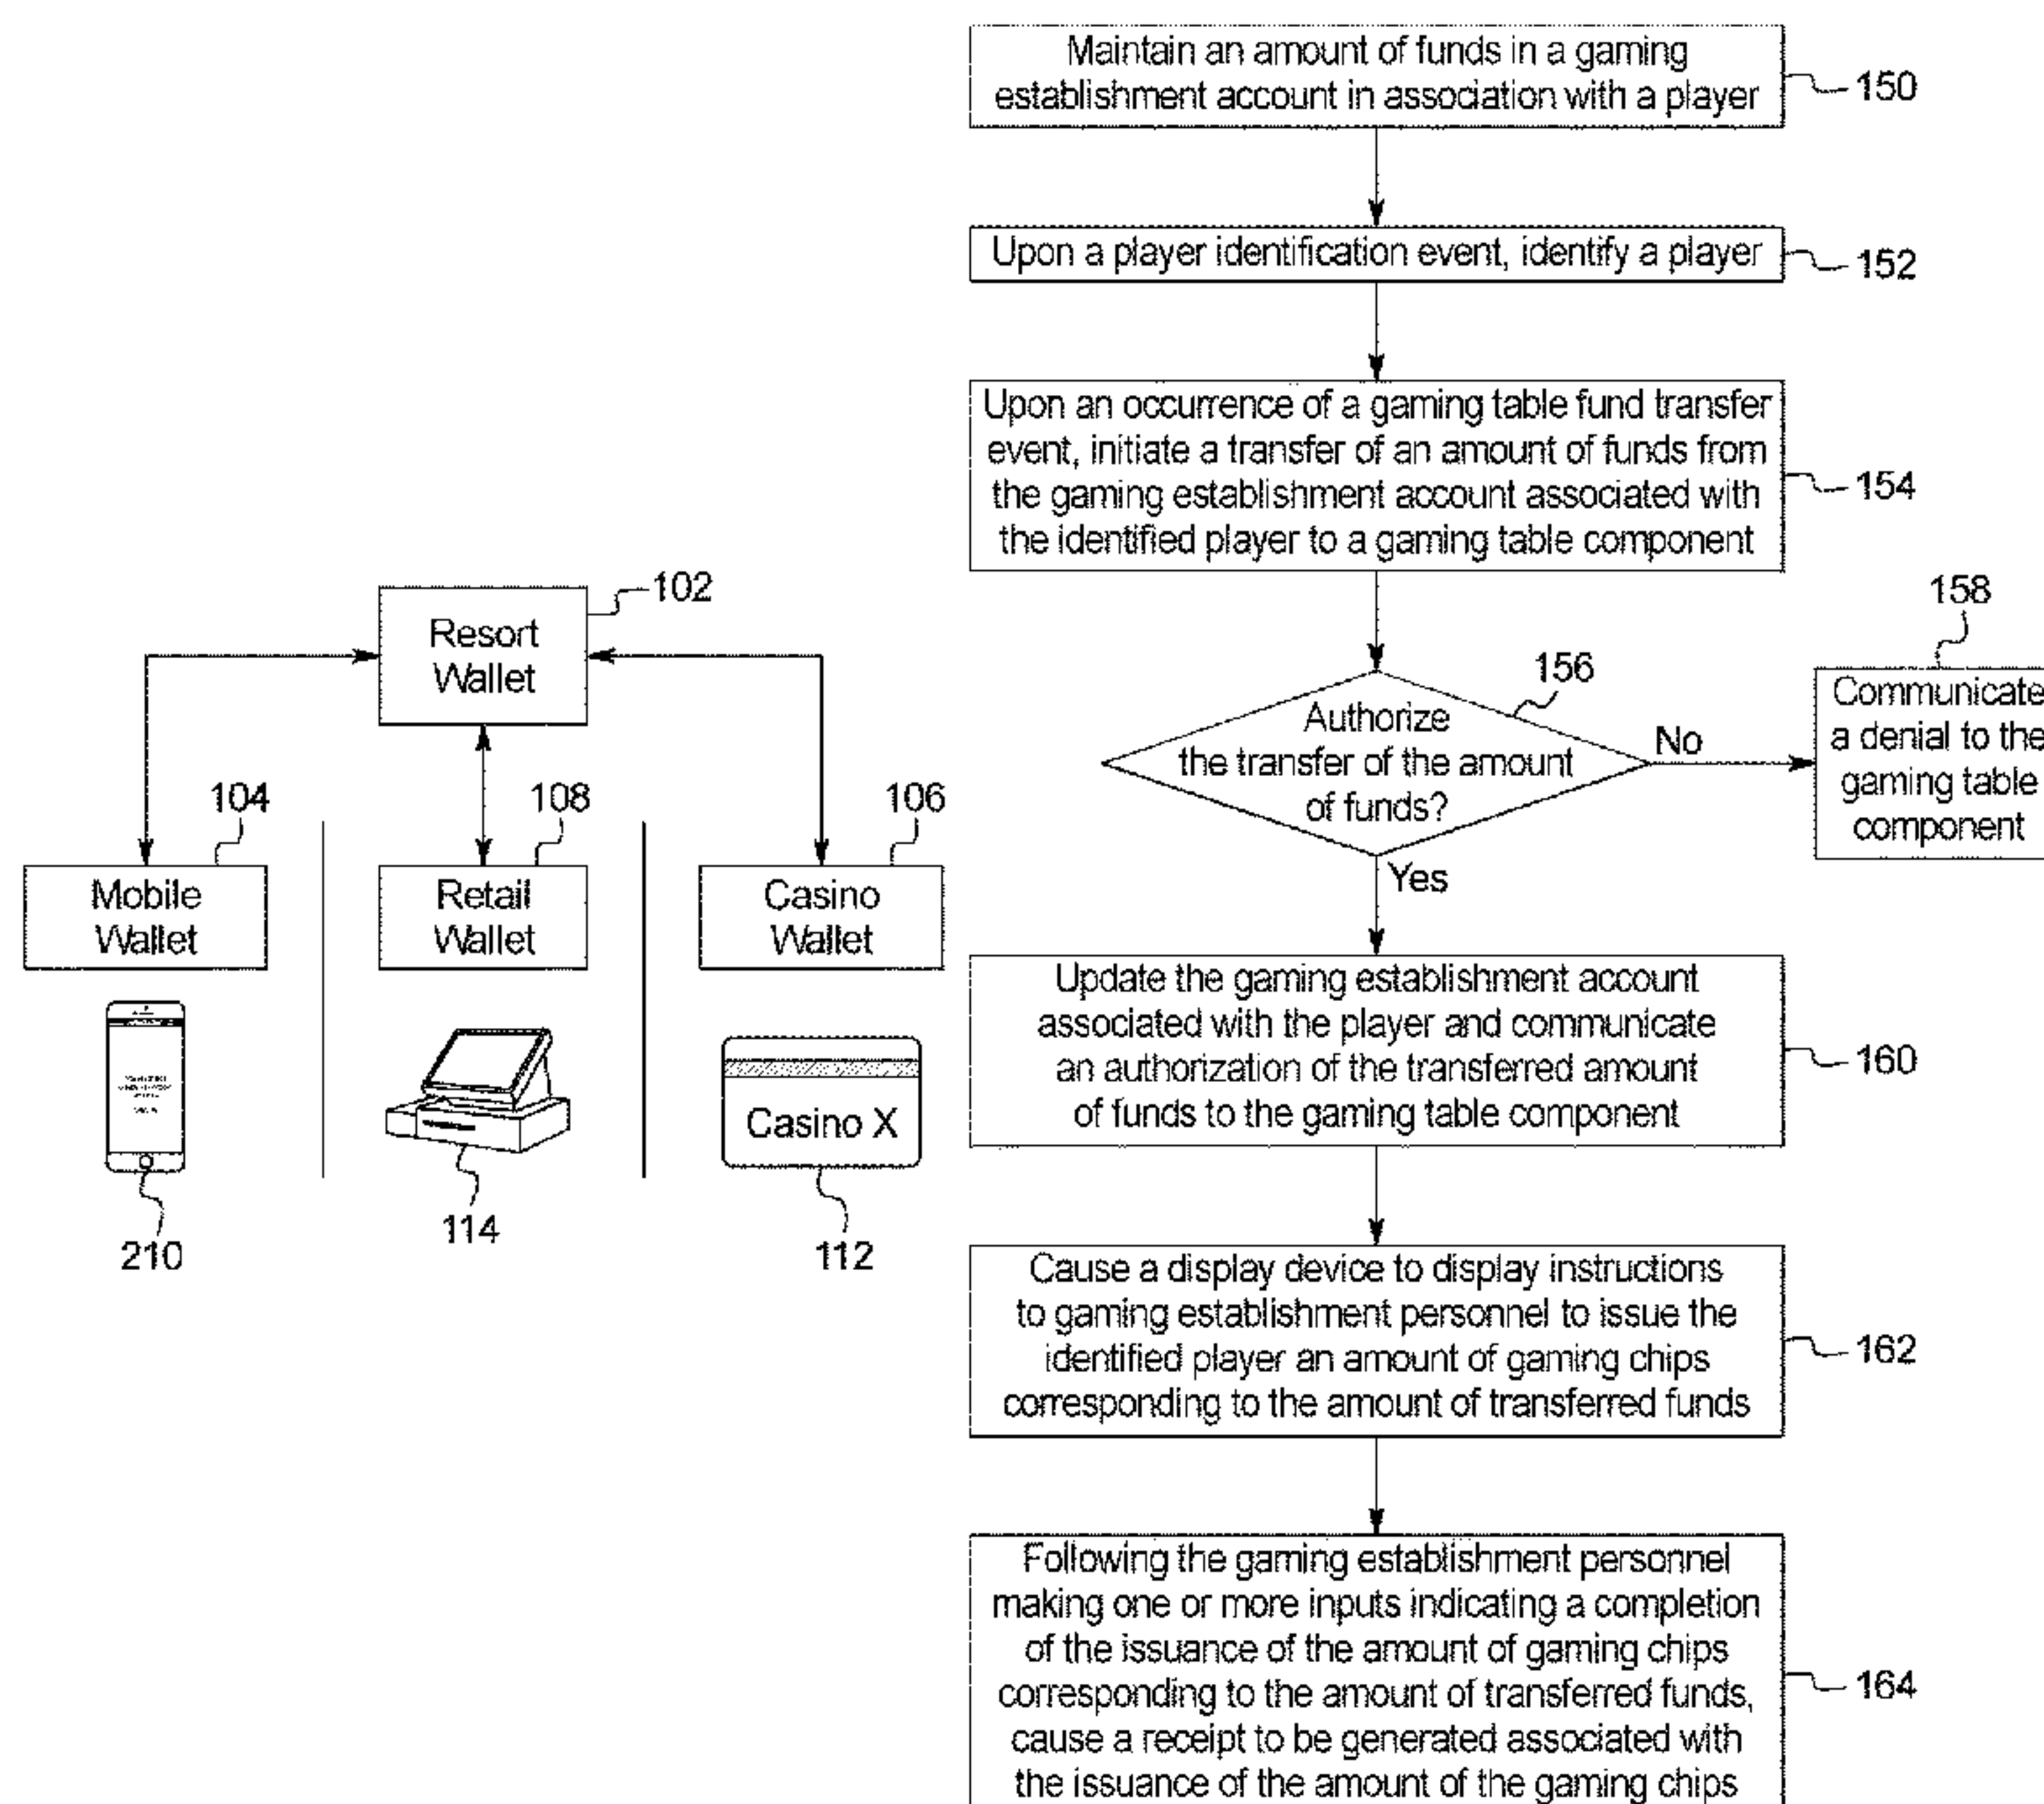 Maintain an amount of funds in a gaming
establishment account in association with a player
150
Upon a player identification event, identify a player
152
Upon an occurrence of a gaming table fund transfer
event, initiate a transfer of an amount of funds from
the gaming establishment account associated with
the identified player to a gaming table component
154
Authorize
the transfer of the amount
of funds?
156
No
158
Communicate
a denial to the
gaming table
component
Yes
Update the gaming establishment account
associated with the player and communicate
an authorization of the transferred amount
of funds to the gaming table component
160
Cause a display device to display instructions
to gaming establishment personnel to issue the
identified player an amount of gaming chips
corresponding to the amount of transferred funds
162
Following the gaming establishment personnel
making one or more inputs indicating a completion
of the issuance of the amount of gaming chips
corresponding to the amount of transferred funds,
cause a receipt to be generated associated with
the issuance of the amount of the gaming chips
164
102
Resort
Wallet
104
Mobile
Wallet
108
Retail
Wallet
106
Casino
Wallet
Casino X
210
114
112